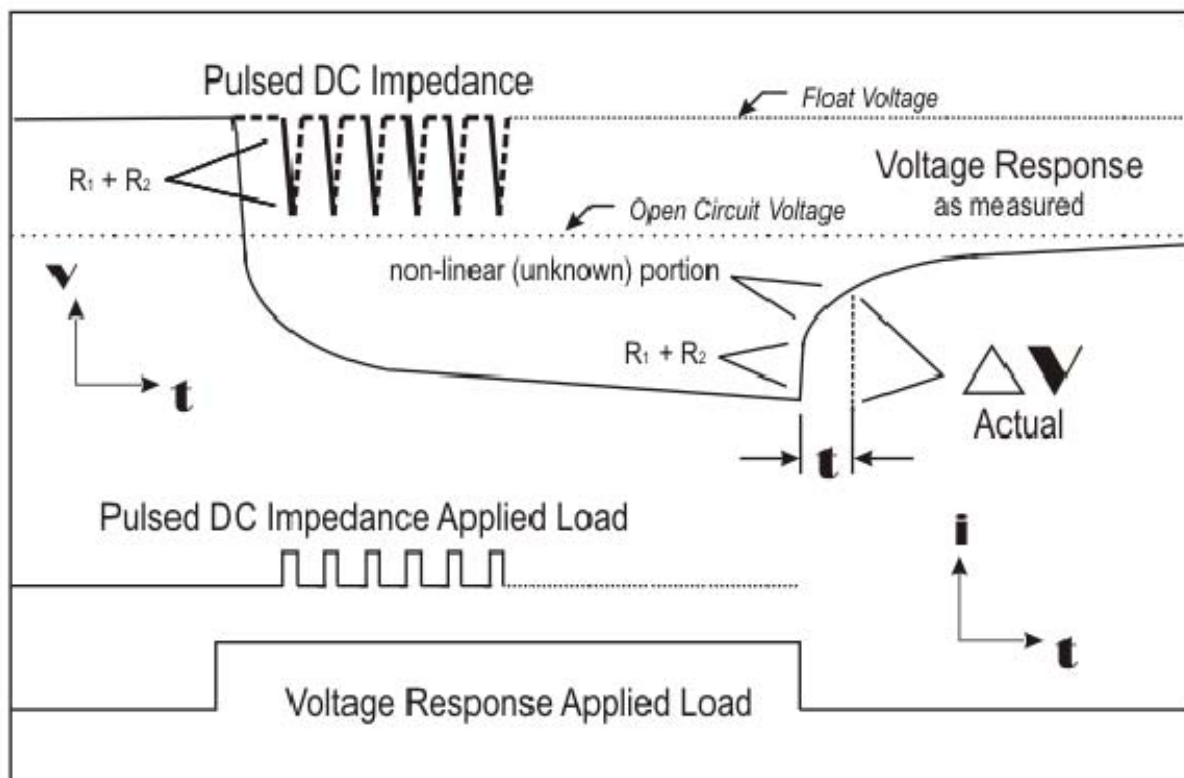 Pulsed DC Impedance
Float Voltage
R₁ + R₂
Voltage Response
as measured
Open Circuit Voltage
non-linear (unknown) portion
V
t
R₁ + R₂
△V
Actual
t
Pulsed DC Impedance Applied Load
i
t
Voltage Response Applied Load